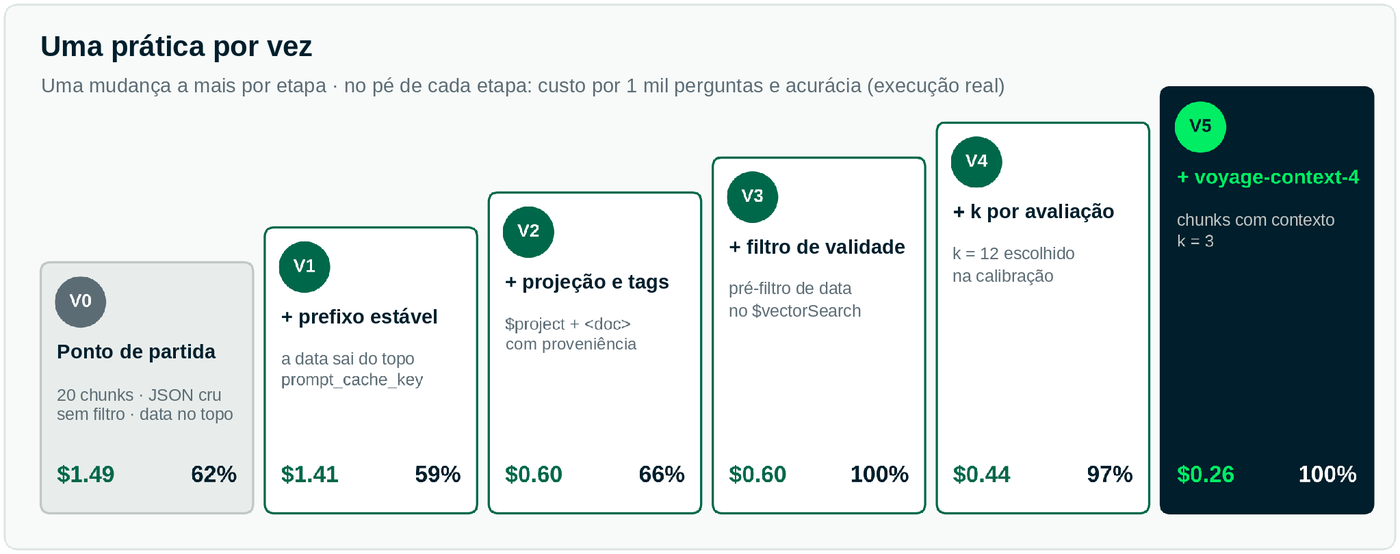 Uma prática por vez
Uma mudança a mais por etapa · no pé de cada etapa: custo por 1 mil perguntas e acurácia (execução real)
V0
Ponto de partida
20 chunks · JSON cru
sem filtro · data no topo
$1.49 62%
V1
+ prefixo estável
a data sai do topo
prompt_cache_key
$1.41 59%
V2
+ projeção e tags
$project + <doc>
com proveniência
$0.60 66%
V3
+ filtro de validade
pré-filtro de data
no $vectorSearch
$0.60 100%
V4
+ k por avaliação
k = 12 escolhido
na calibração
$0.44 97%
V5
+ voyage-context-4
chunks com contexto
k = 3
$0.26 100%